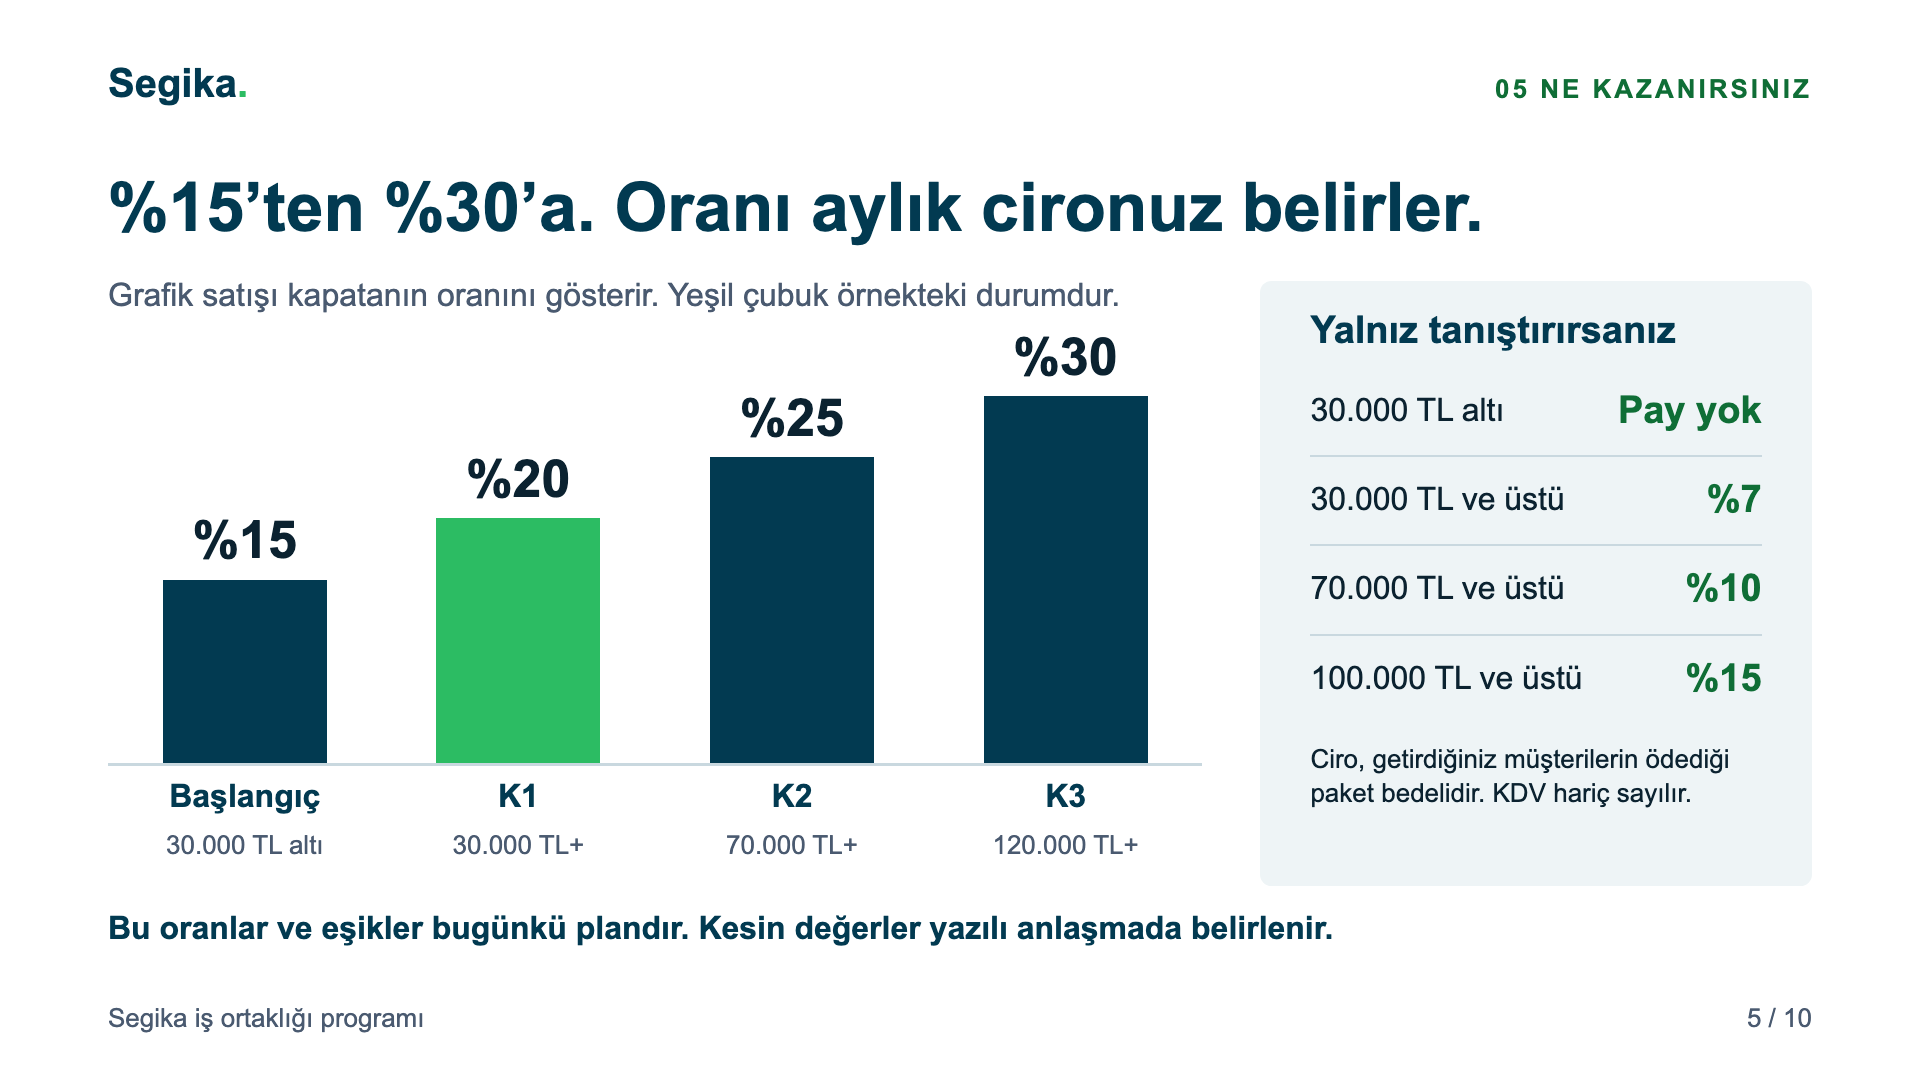 Segika.
05 NE KAZANIRSINIZ
%15’ten %30’a. Oranı aylık cironuz belirler.
Grafik satışı kapatanın oranını gösterir. Yeşil çubuk örnekteki durumdur.
%15
%20
%25
%30
Başlangıç
K1
K2
K3
30.000 TL altı
30.000 TL+
70.000 TL+
120.000 TL+
Yalnız tanıştırırsanız
30.000 TL altı Pay yok
30.000 TL ve üstü %7
70.000 TL ve üstü %10
100.000 TL ve üstü %15
Ciro, getirdiğiniz müşterilerin ödediği
paket bedelidir. KDV hariç sayılır.
Bu oranlar ve eşikler bugünkü plandır. Kesin değerler yazılı anlaşmada belirlenir.
Segika iş ortaklığı programı
5 / 10